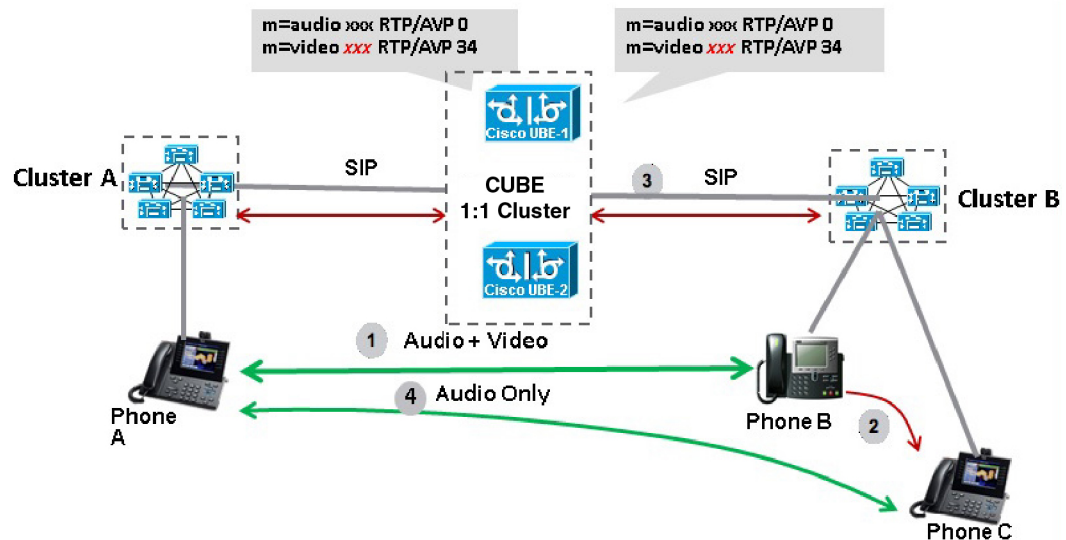 m=audio xxx RTP/AVP 0
m=video xxx RTP/AVP 34
m=audio xxx RTP/AVP 0
m=video xxx RTP/AVP 34
Cisco UBE-1
Cluster A
SIP
CUBE
1:1 Cluster
3
SIP
Cluster B
Cisco UBE-2
1
Audio + Video
4
Audio Only
Phone
A
Phone B
2
Phone C